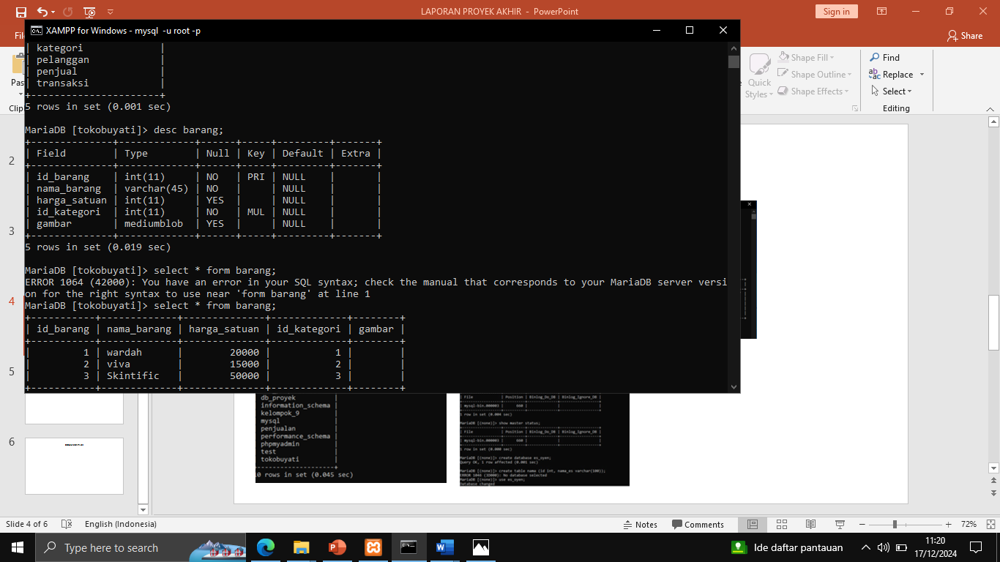 LAPORAN PROYEK AKHIR - PowerPoint
Sign in
XAMPP for Windows - mysql -u root -p
Share
Shape Fill
Shape Outline
Shape Effects
Quick
Styles
Find
Replace
Select
Editing
| kategori |
| pelanggan |
| penjual |
| transaksi |
+-----------------------+
5 rows in set (0.001 sec)
MariaDB [tokobuyati]> desc barang;
+--------------+-------------+------+-----+---------+-------+
| Field | Type | Null | Key | Default | Extra |
+--------------+-------------+------+-----+---------+-------+
| id_barang | int(11) | NO | PRI | NULL | |
| nama_barang | varchar(45) | NO | | NULL | |
| harga_satuan | int(11) | YES | | NULL | |
| id_kategori | int(11) | NO | MUL | NULL | |
| gambar | mediumblob | YES | | NULL | |
+--------------+-------------+------+-----+---------+-------+
5 rows in set (0.019 sec)
MariaDB [tokobuyati]> select * form barang;
ERROR 1064 (42000): You have an error in your SQL syntax; check the manual that corresponds to your MariaDB server versi
on for the right syntax to use near 'form barang' at line 1
MariaDB [tokobuyati]> select * from barang;
+-----------+-------------+--------------+-------------+--------+
| id_barang | nama_barang | harga_satuan | id_kategori | gambar |
+-----------+-------------+--------------+-------------+--------+
| 1 | wardah | 20000 | 1 | |
| 2 | viva | 15000 | 2 | |
| 3 | Skintific | 50000 | 3 | |
+-----------+-------------+--------------+-------------+--------+
2
3
4
5
6
db_proyek |
information_schema |
kelompok_9 |
mysql |
penjualan |
performance_schema |
phpmyadmin |
test |
tokobuyati |
--------------------+
0 rows in set (0.045 sec)
| File | Position | Binlog_Do_DB | Binlog_Ignore_DB |
| mysql-bin.000003 | 660 | | |
1 row in set (0.004 sec)
MariaDB [(none)]> show master status;
| File | Position | Binlog_Do_DB | Binlog_Ignore_DB |
| mysql-bin.000003 | 660 | | |
1 row in set (0.000 sec)
MariaDB [(none)]> create database es_oyen;
Query OK, 1 row affected (0.001 sec)
MariaDB [(none)]> create table nama (id int, nama_es varchar(100));
ERROR 1046 (3D000): No database selected
MariaDB [(none)]> use es_oyen;
Database changed
Slide 4 of 6
English (Indonesia)
Notes
Comments
72%
Type here to search
Ide daftar pantauan
11:20
17/12/2024